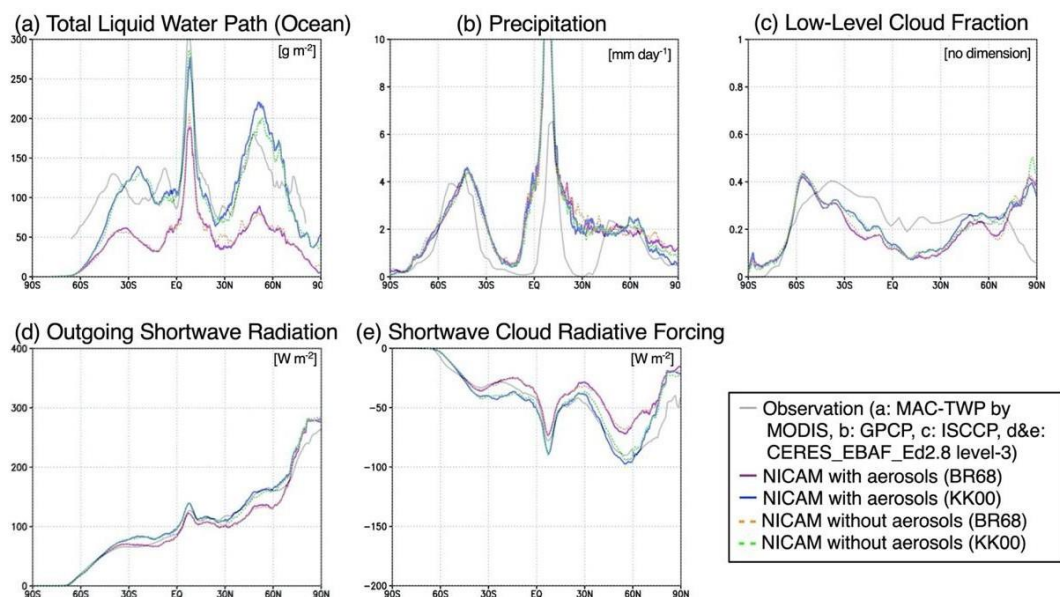 (a) Total Liquid Water Path (Ocean)
[g m⁻²]
300
250
200
150
100
50
0
90S 60S 30S EQ 30N 60N 90N
(b) Precipitation
[mm day⁻¹]
10
8
6
4
2
0
90S 60S 30S EQ 30N 60N 90N
(c) Low-Level Cloud Fraction
[no dimension]
1
0.8
0.6
0.4
0.2
0
90S 60S 30S EQ 30N 60N 90N
(d) Outgoing Shortwave Radiation
[W m⁻²]
400
300
200
100
0
90S 60S 30S EQ 30N 60N 90N
(e) Shortwave Cloud Radiative Forcing
[W m⁻²]
0
-50
-100
-150
-200
90S 60S 30S EQ 30N 60N 90N
Observation (a: MAC-TWP by
MODIS, b: GPCP, c: ISCCP, d&e:
CERES_EBAF_Ed2.8 level-3)
NICAM with aerosols (BR68)
NICAM with aerosols (KK00)
NICAM without aerosols (BR68)
NICAM without aerosols (KK00)